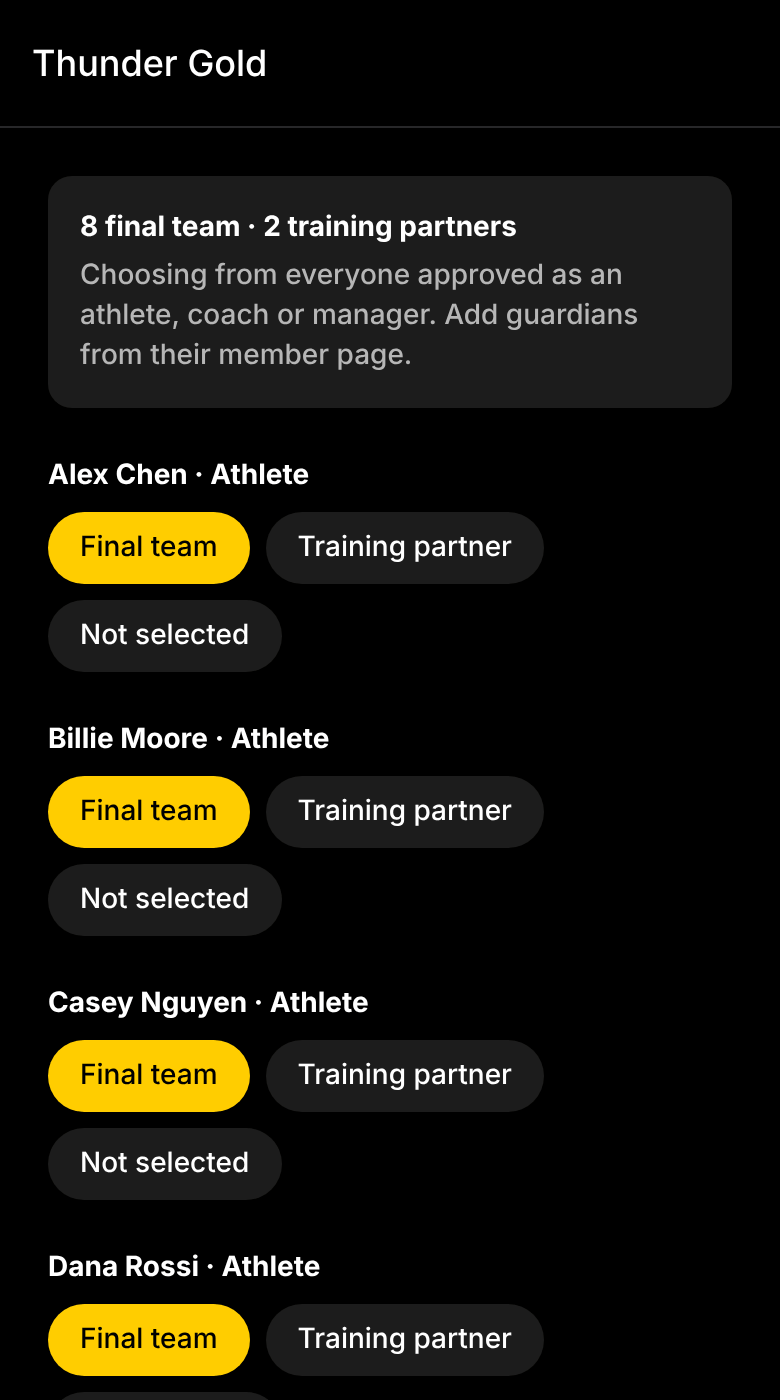 Thunder Gold
8 final team · 2 training partners
Choosing from everyone approved as an
athlete, coach or manager. Add guardians
from their member page.
Alex Chen · Athlete
Final team
Training partner
Not selected
Billie Moore · Athlete
Final team
Training partner
Not selected
Casey Nguyen · Athlete
Final team
Training partner
Not selected
Dana Rossi · Athlete
Final team
Training partner